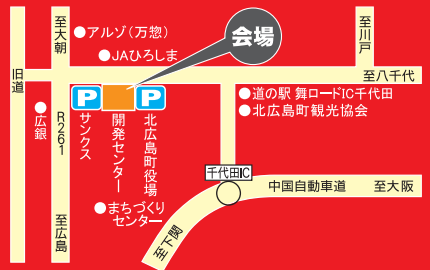 至大朝
●アルゾ（万惣）
●JAひろしま
会場
至川戸
旧道
至八千代
P
P
●道の駅 舞ロードIC千代田
●北広島町観光協会
●広銀
R261
サンクス
開発センター
北広島町役場
●まちづくり
センター
千代田IC
中国自動車道
至大阪
至広島
至下関